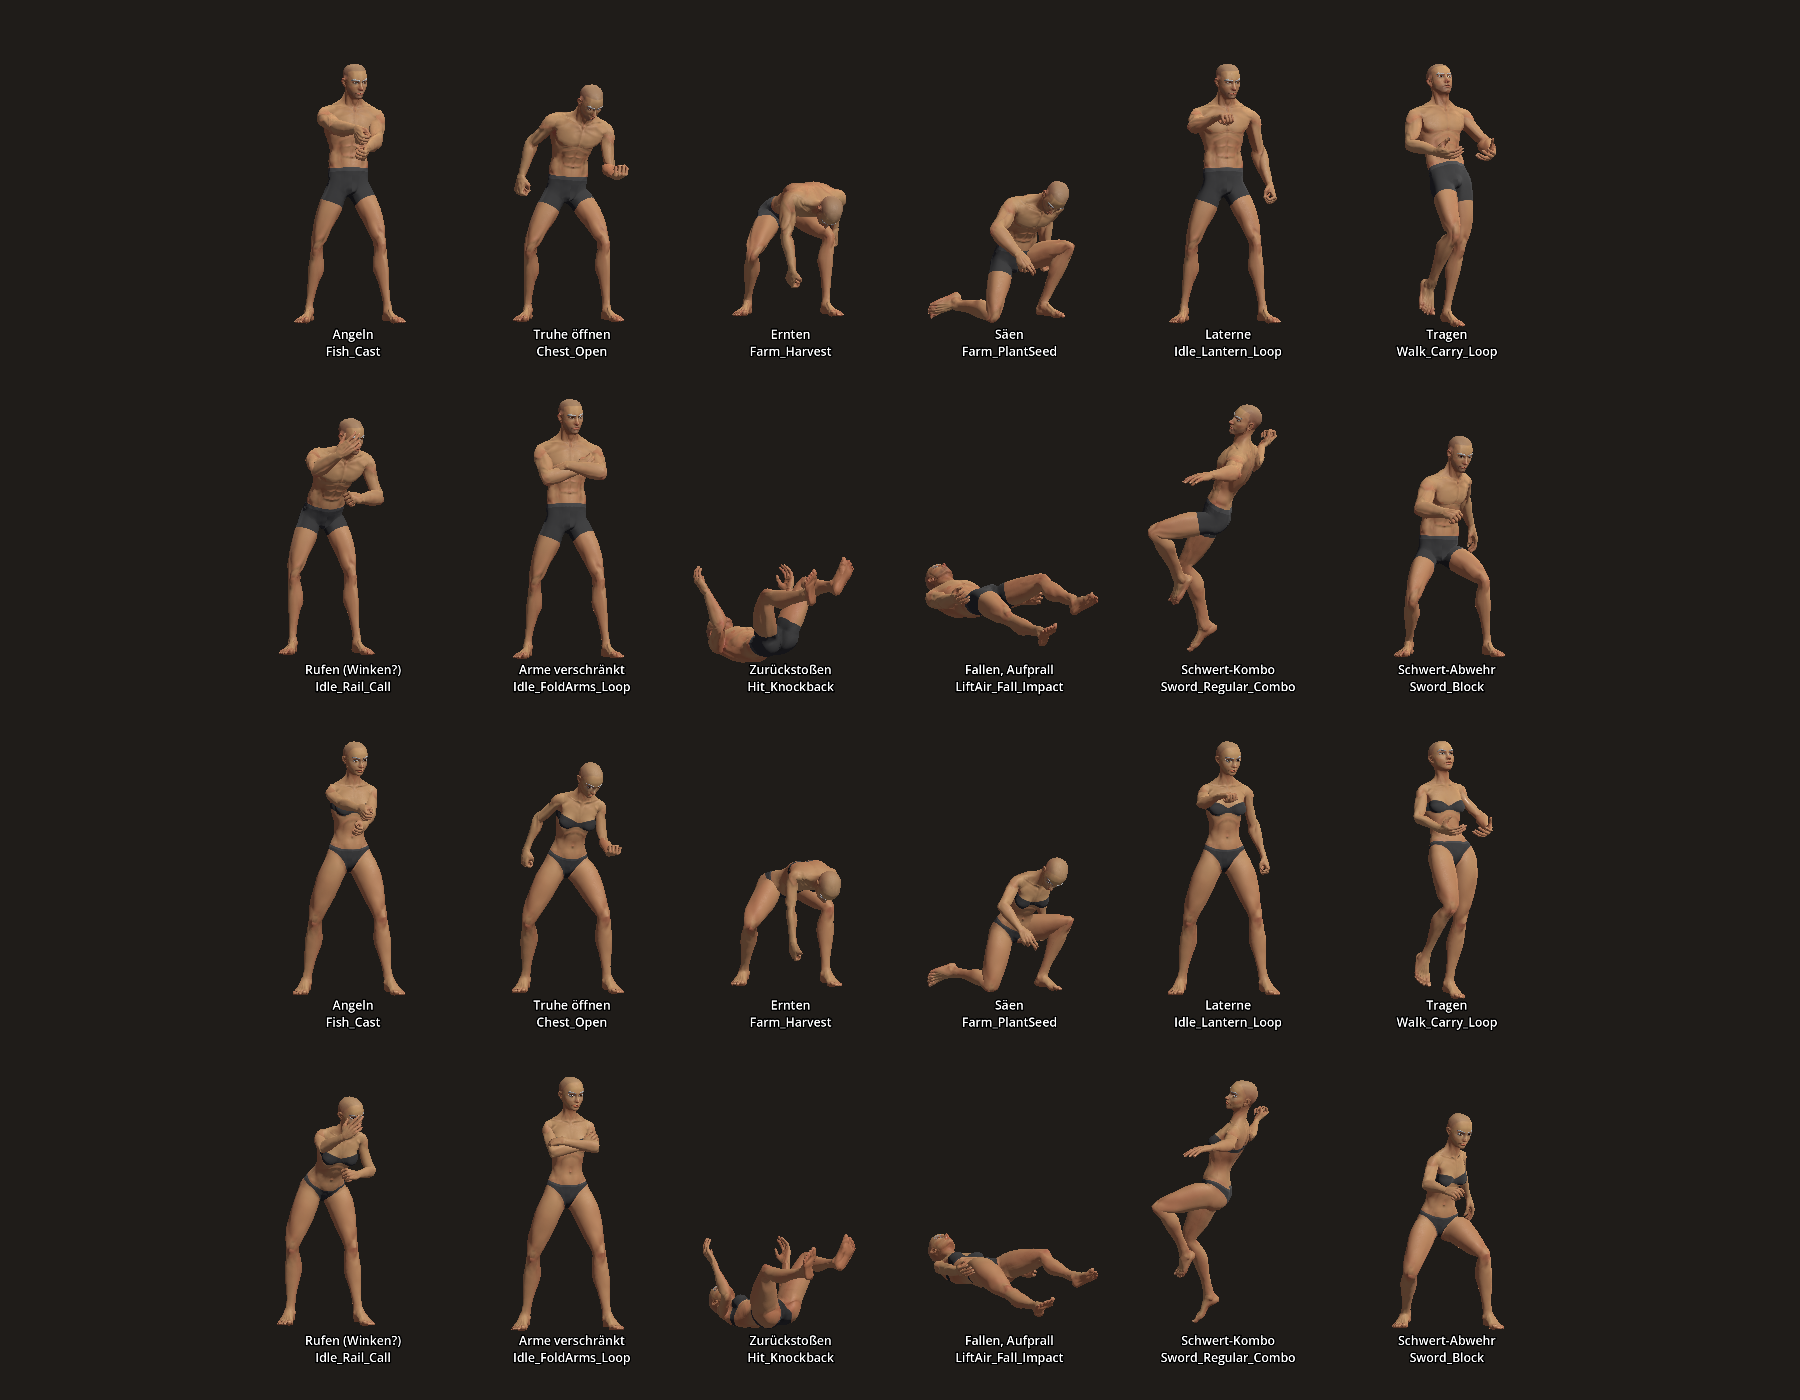 Angeln
Fish_Cast
Truhe öffnen
Chest_Open
Ernten
Farm_Harvest
Säen
Farm_PlantSeed
Laterne
Idle_Lantern_Loop
Tragen
Walk_Carry_Loop
Rufen (Winken?)
Idle_Rail_Call
Arme verschränkt
Idle_FoldArms_Loop
Zurückstoßen
Hit_Knockback
Fallen, Aufprall
LiftAir_Fall_Impact
Schwert-Kombo
Sword_Regular_Combo
Schwert-Abwehr
Sword_Block
Angeln
Fish_Cast
Truhe öffnen
Chest_Open
Ernten
Farm_Harvest
Säen
Farm_PlantSeed
Laterne
Idle_Lantern_Loop
Tragen
Walk_Carry_Loop
Rufen (Winken?)
Idle_Rail_Call
Arme verschränkt
Idle_FoldArms_Loop
Zurückstoßen
Hit_Knockback
Fallen, Aufprall
LiftAir_Fall_Impact
Schwert-Kombo
Sword_Regular_Combo
Schwert-Abwehr
Sword_Block